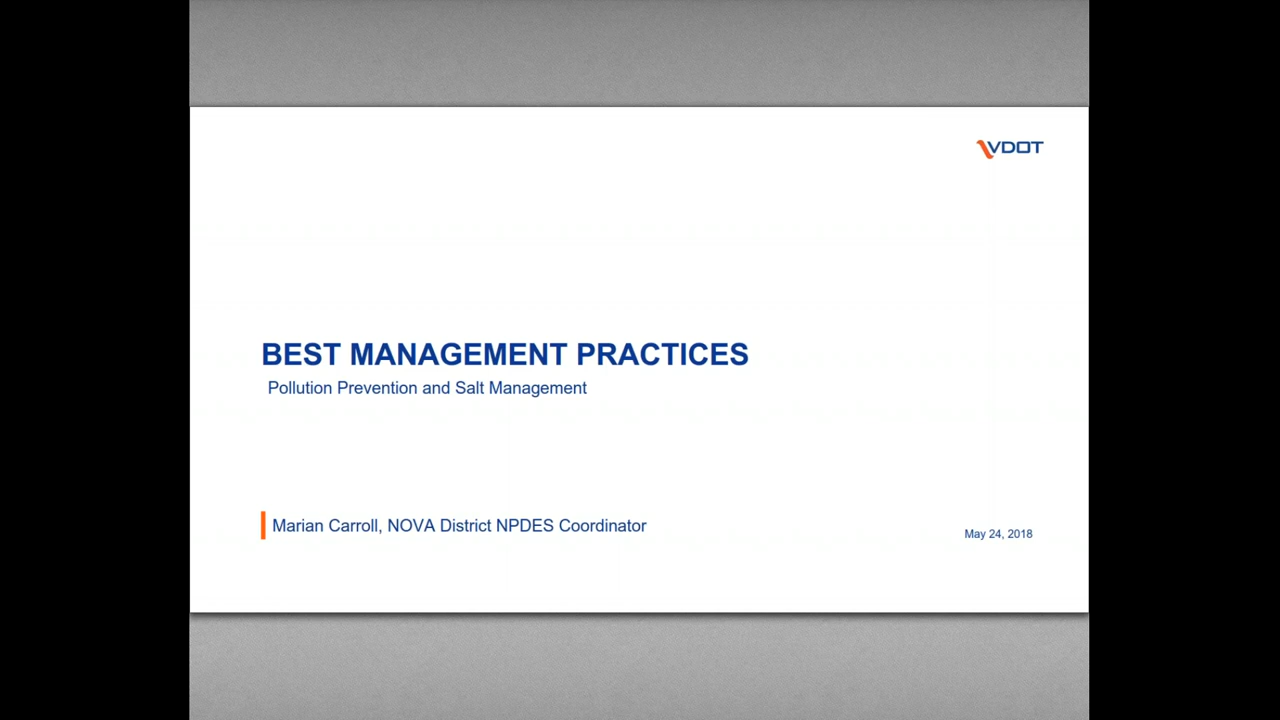 VDOT
BEST MANAGEMENT PRACTICES
Pollution Prevention and Salt Management
Marian Carroll, NOVA District NPDES Coordinator
May 24, 2018